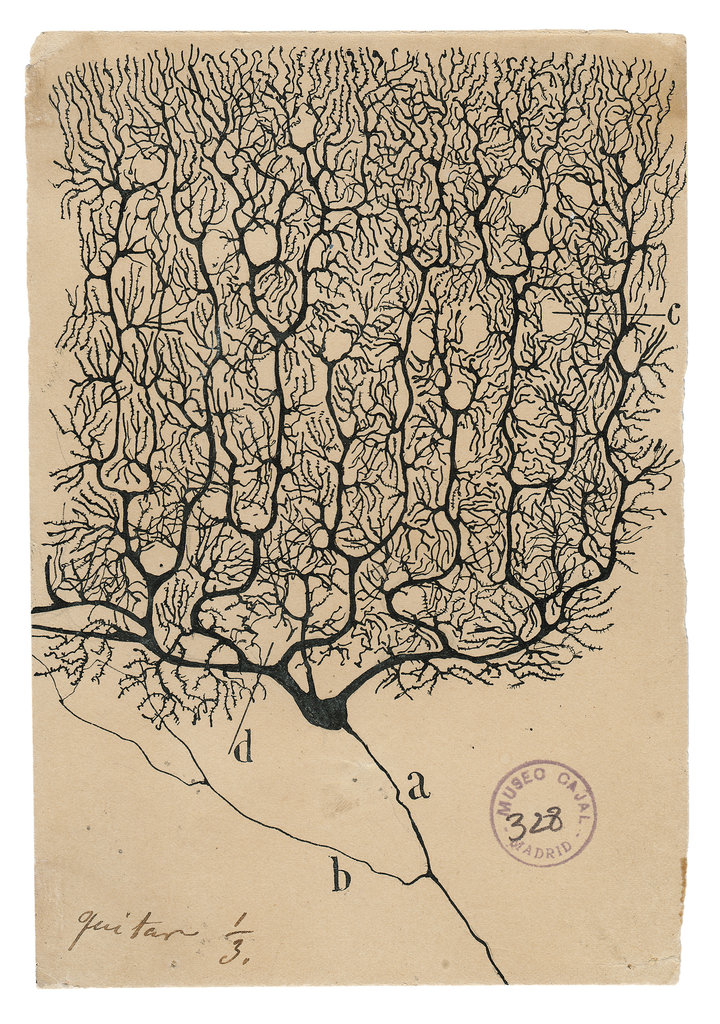 c
d
a
MUSEO CAJAL
328
MADRID
b
quitar 1/3.